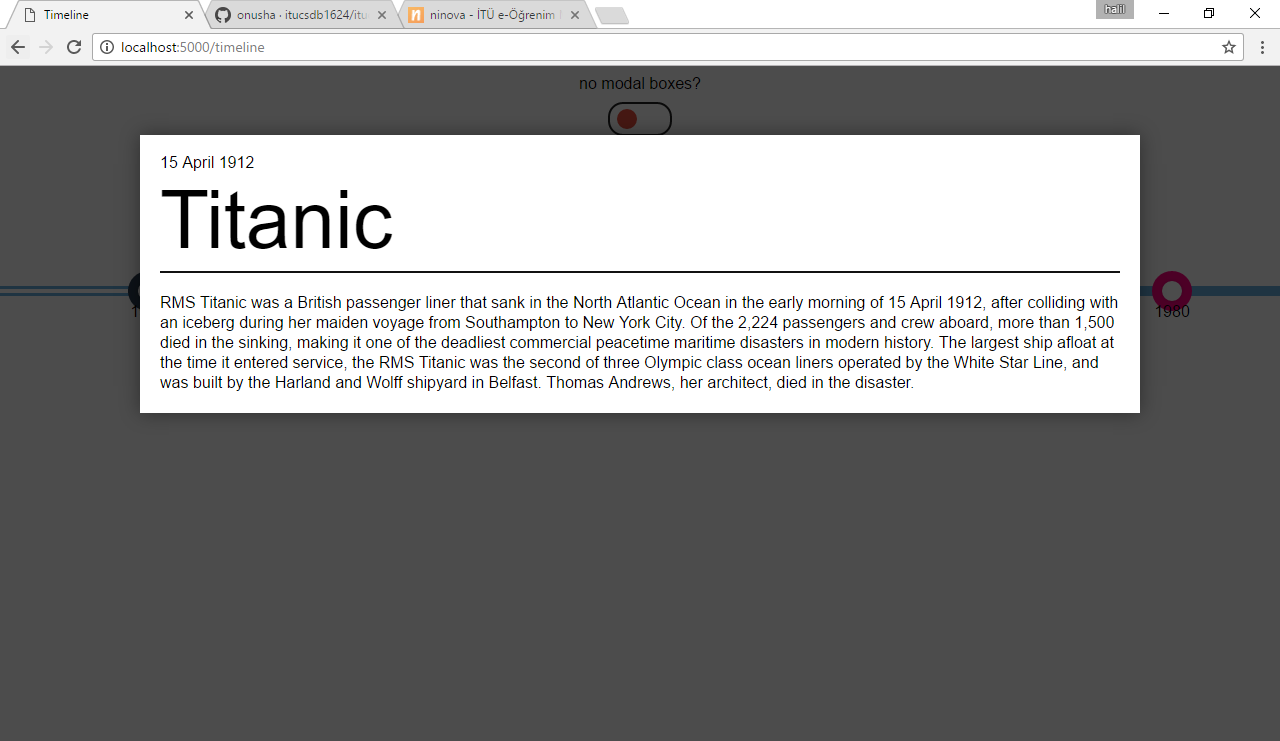 Timeline
onusha · itucsdb1624/itu
ninova - İTÜ e-Öğrenim
halil
localhost:5000/timeline
no modal boxes?
15 April 1912
Titanic
RMS Titanic was a British passenger liner that sank in the North Atlantic Ocean in the early morning of 15 April 1912, after colliding with
an iceberg during her maiden voyage from Southampton to New York City. Of the 2,224 passengers and crew aboard, more than 1,500
died in the sinking, making it one of the deadliest commercial peacetime maritime disasters in modern history. The largest ship afloat at
the time it entered service, the RMS Titanic was the second of three Olympic class ocean liners operated by the White Star Line, and
was built by the Harland and Wolff shipyard in Belfast. Thomas Andrews, her architect, died in the disaster.
1980